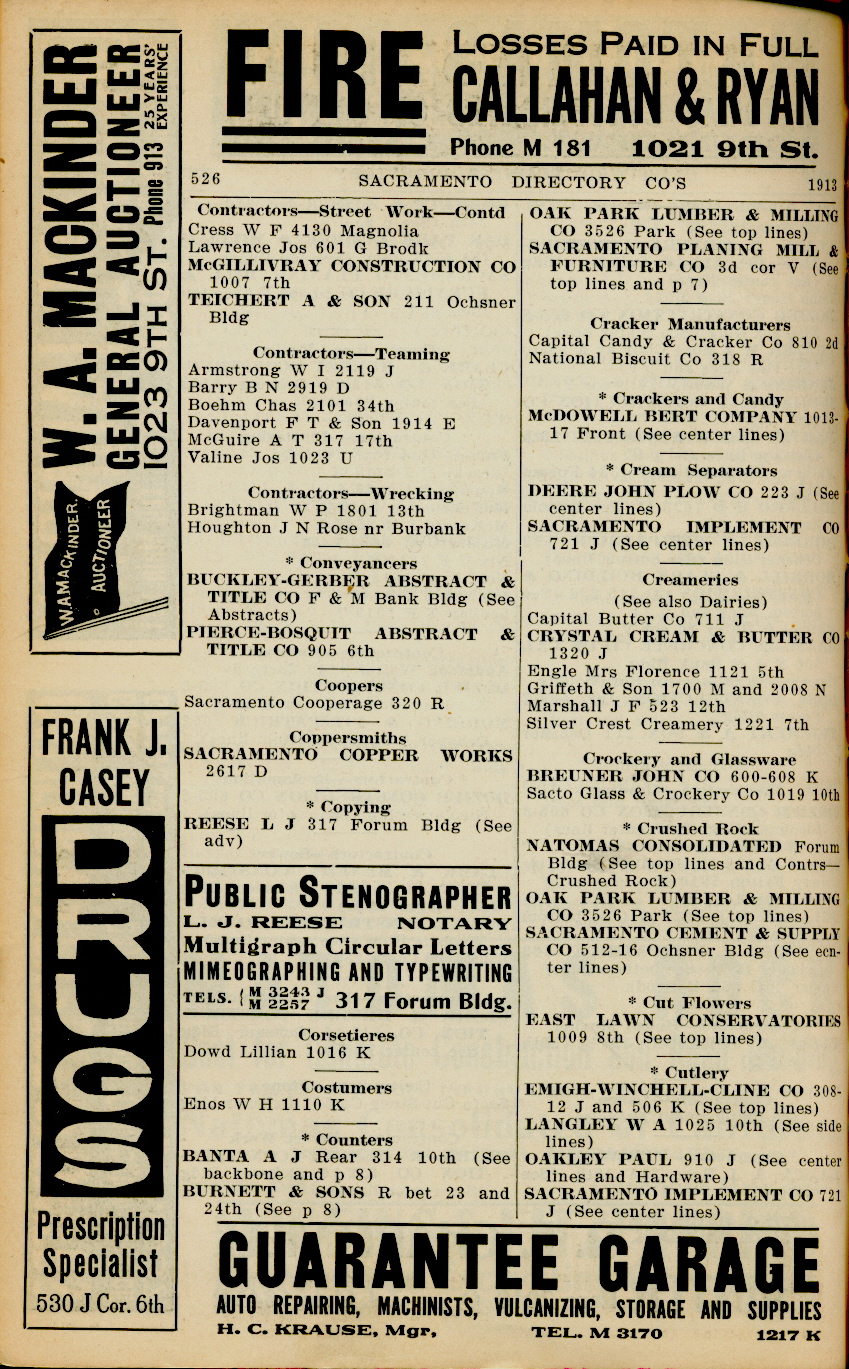 FIRE
LOSSES PAID IN FULL
CALLAHAN & RYAN
Phone M 181 1021 9th St.
W. A. MACKINDER
GENERAL AUCTIONEER
1023 9TH ST. Phone 913 25 YEARS' EXPERIENCE
W.A.MACKINDER.
AUCTIONEER
FRANK J.
CASEY
DRUGS
Prescription
Specialist
530 J Cor. 6th
526 SACRAMENTO DIRECTORY CO'S 1913
Contractors—Street Work—Contd
Cress W F 4130 Magnolia
Lawrence Jos 601 G Brodk
McGILLIVRAY CONSTRUCTION CO
1007 7th
TEICHERT A & SON 211 Ochsner
Bldg
Contractors—Teaming
Armstrong W I 2119 J
Barry B N 2919 D
Boehm Chas 2101 34th
Davenport F T & Son 1914 E
McGuire A T 317 17th
Valine Jos 1023 U
Contractors—Wrecking
Brightman W P 1801 13th
Houghton J N Rose nr Burbank
* Conveyancers
BUCKLEY-GERBER ABSTRACT &
TITLE CO F & M Bank Bldg (See
Abstracts)
PIERCE-BOSQUIT ABSTRACT &
TITLE CO 905 6th
Coopers
Sacramento Cooperage 320 R
Coppersmiths
SACRAMENTO COPPER WORKS
2617 D
* Copying
REESE L J 317 Forum Bldg (See
adv)
PUBLIC STENOGRAPHER
L. J. REESE NOTARY
Multigraph Circular Letters
MIMEOGRAPHING AND TYPEWRITING
TELS. { M 3243 J
M 2257 317 Forum Bldg.
Corsetieres
Dowd Lillian 1016 K
Costumers
Enos W H 1110 K
* Counters
BANTA A J Rear 314 10th (See
backbone and p 8)
BURNETT & SONS R bet 23 and
24th (See p 8)
OAK PARK LUMBER & MILLING
CO 3526 Park (See top lines)
SACRAMENTO PLANING MILL &
FURNITURE CO 3d cor V (See
top lines and p 7)
Cracker Manufacturers
Capital Candy & Cracker Co 810 2d
National Biscuit Co 318 R
* Crackers and Candy
McDOWELL BERT COMPANY 1013-
17 Front (See center lines)
* Cream Separators
DEERE JOHN PLOW CO 223 J (See
center lines)
SACRAMENTO IMPLEMENT CO
721 J (See center lines)
Creameries
(See also Dairies)
Capital Butter Co 711 J
CRYSTAL CREAM & BUTTER CO
1320 J
Engle Mrs Florence 1121 5th
Griffeth & Son 1700 M and 2008 N
Marshall J F 523 12th
Silver Crest Creamery 1221 7th
Crockery and Glassware
BREUNER JOHN CO 600-608 K
Sacto Glass & Crockery Co 1019 10th
* Crushed Rock
NATOMAS CONSOLIDATED Forum
Bldg (See top lines and Contrs—
Crushed Rock)
OAK PARK LUMBER & MILLING
CO 3526 Park (See top lines)
SACRAMENTO CEMENT & SUPPLY
CO 512-16 Ochsner Bldg (See ecn-
ter lines)
* Cut Flowers
EAST LAWN CONSERVATORIES
1009 8th (See top lines)
* Cutlery
EMIGH-WINCHELL-CLINE CO 308-
12 J and 506 K (See top lines)
LANGLEY W A 1025 10th (See side
lines)
OAKLEY PAUL 910 J (See center
lines and Hardware)
SACRAMENTO IMPLEMENT CO 721
J (See center lines)
GUARANTEE GARAGE
AUTO REPAIRING, MACHINISTS, VULCANIZING, STORAGE AND SUPPLIES
H. C. KRAUSE, Mgr, TEL. M 3170 1217 K